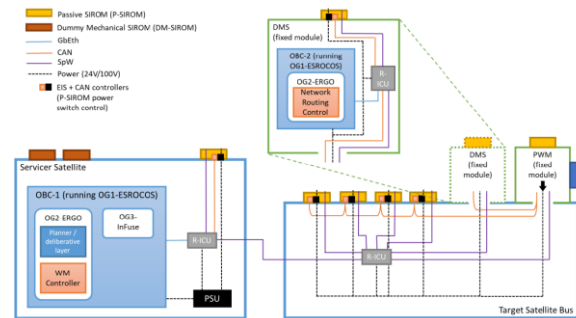 Passive SIROM (P-SIROM)
Dummy Mechanical SIROM (DM-SIROM)
GbEth
CAN
SpW
Power (24V/100V)
EIS + CAN controllers
(P-SIROM power
switch control)
DMS
(fixed module)
OBC-2 (running
OG1-ESROCOS)
OG2-ERGO
Network
Routing
Control
R-
ICU
Servicer Satellite
OBC-1 (running OG1-ESROCOS)
OG2-ERGO
Planner /
deliberative
layer
WM
Controller
OG3-
InFuse
R-ICU
PSU
DMS
(fixed
module)
PWM
(fixed
module)
R-ICU
Target Satellite Bus